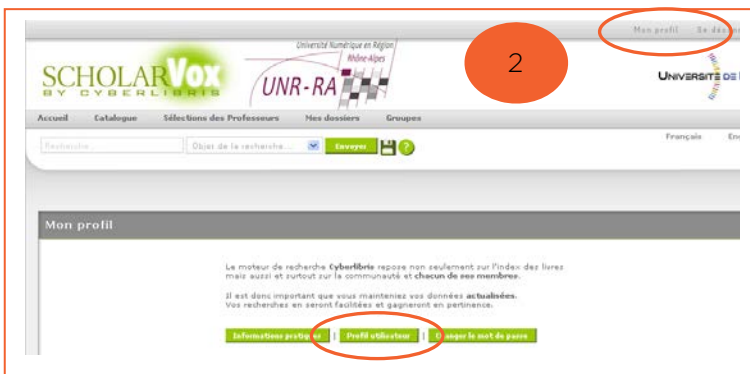 Mon profil
2
Université Numérique en Région
Rhône-Alpes
UNR-RA
SCHOLARVOX
BY CYBERLIBRIS
UNIVERSITÉ DE
Accueil Catalogue Sélections des Professeurs Mes dossiers Groupes
Recherche... Objet de la recherche... Envoyer ?
Français
Mon profil
Le moteur de recherche Cyberlibris repose non seulement sur l'index des livres
mais aussi et surtout sur la communauté et chacun de ses membres.
Il est donc important que vous mainteniez vos données actualisées.
Vos recherches en seront facilitées et gagneront en pertinence.
Informations pratiques | Profil utilisateur | Changer le mot de passe